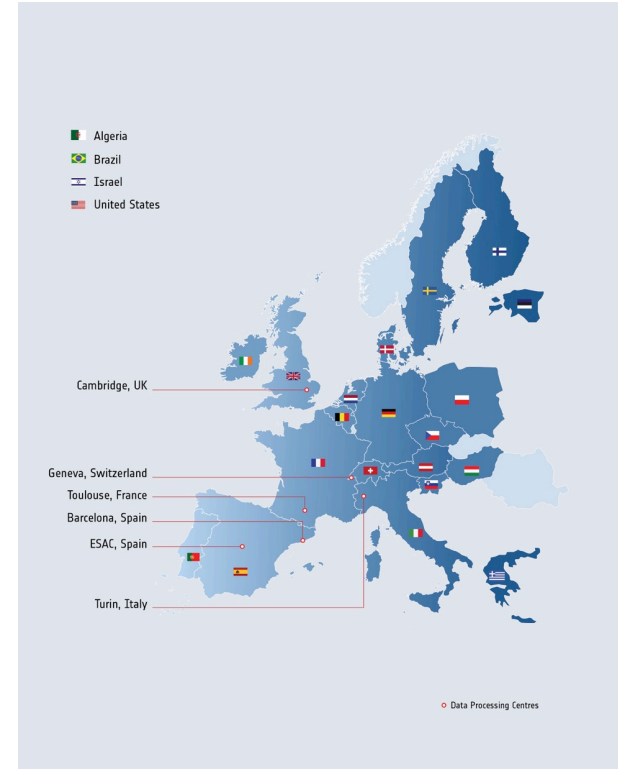 Algeria
Brazil
Israel
United States
Cambridge, UK
Geneva, Switzerland
Toulouse, France
Barcelona, Spain
ESAC, Spain
Turin, Italy
Data Processing Centres